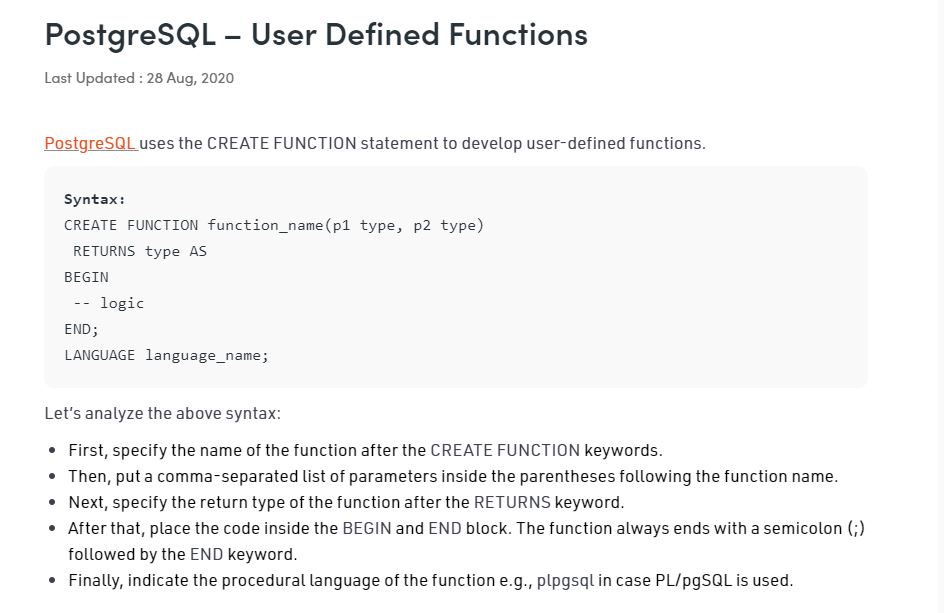 PostgreSQL – User Defined Functions
Last Updated : 28 Aug, 2020
PostgreSQL uses the CREATE FUNCTION statement to develop user-defined functions.
Syntax:
CREATE FUNCTION function_name(p1 type, p2 type)
 RETURNS type AS
BEGIN
 -- logic
END;
LANGUAGE language_name;
Let's analyze the above syntax:
• First, specify the name of the function after the CREATE FUNCTION keywords.
• Then, put a comma-separated list of parameters inside the parentheses following the function name.
• Next, specify the return type of the function after the RETURNS keyword.
• After that, place the code inside the BEGIN and END block. The function always ends with a semicolon (;)
followed by the END keyword.
• Finally, indicate the procedural language of the function e.g., plpgsql in case PL/pgSQL is used.